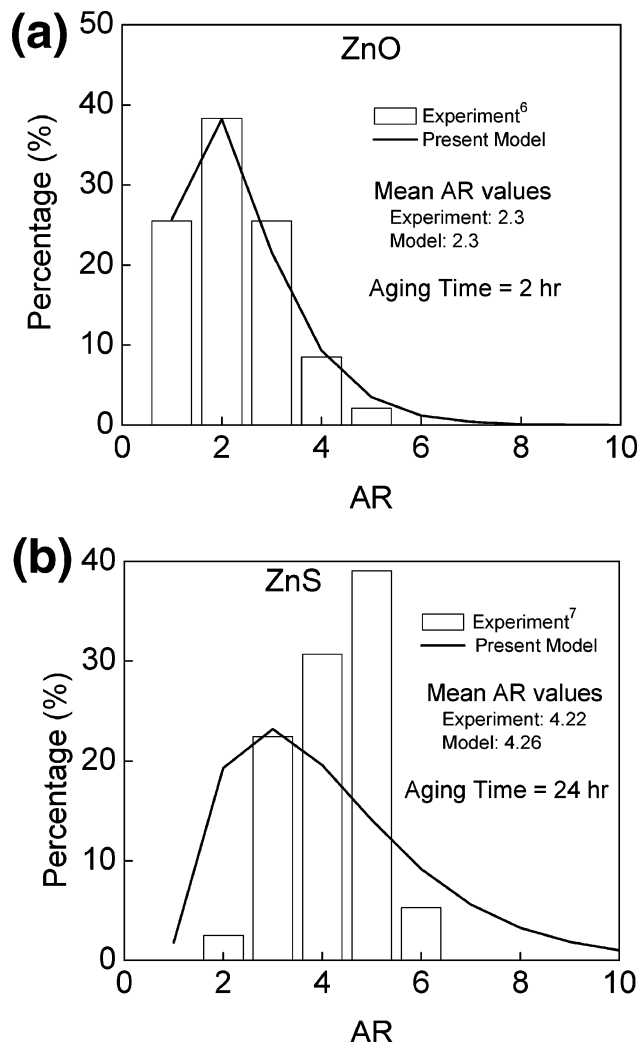 (a)
ZnO
50
40
30
20
10
0
Percentage (%)
Experiment6
Present Model
Mean AR values
Experiment: 2.3
Model: 2.3
Aging Time = 2 hr
0 2 4 6 8 10
AR
(b)
ZnS
40
30
20
10
0
Percentage (%)
Experiment7
Present Model
Mean AR values
Experiment: 4.22
Model: 4.26
Aging Time = 24 hr
0 2 4 6 8 10
AR